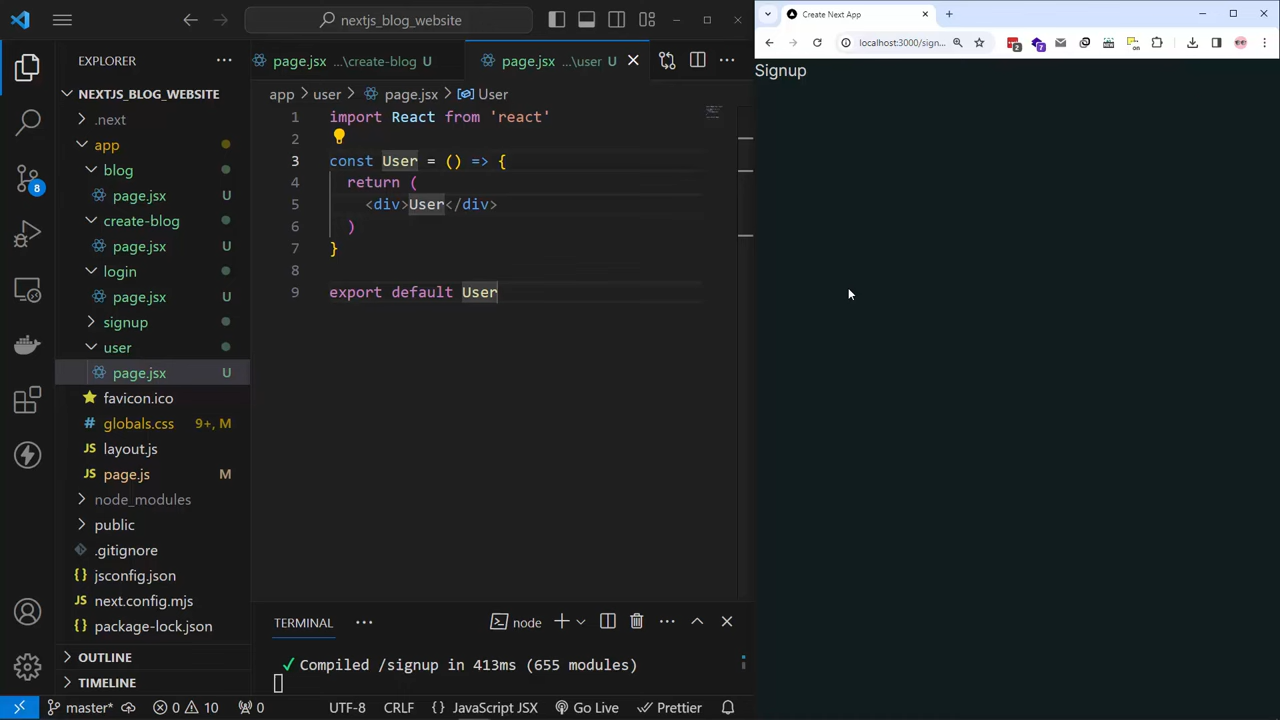 nextjs_blog_website
EXPLORER
NEXTJS_BLOG_WEBSITE
.next
app
blog
page.jsx U
create-blog
page.jsx U
login
page.jsx U
signup
user
page.jsx U
favicon.ico
globals.css 9+, M
layout.js
page.js M
node_modules
public
.gitignore
jsconfig.json
next.config.mjs
package-lock.json
OUTLINE
TIMELINE
page.jsx ...\create-blog U
page.jsx ...\user U
app > user > page.jsx > User
1 import React from 'react'
2
3 const User = () => {
4 return (
5 <div>User</div>
6 )
7 }
8
9 export default User
TERMINAL
node
✓ Compiled /signup in 413ms (655 modules)
8
master*
0 10
0
UTF-8
CRLF
JavaScript JSX
Go Live
Prettier
Create Next App
localhost:3000/sign...
2
7
Signup